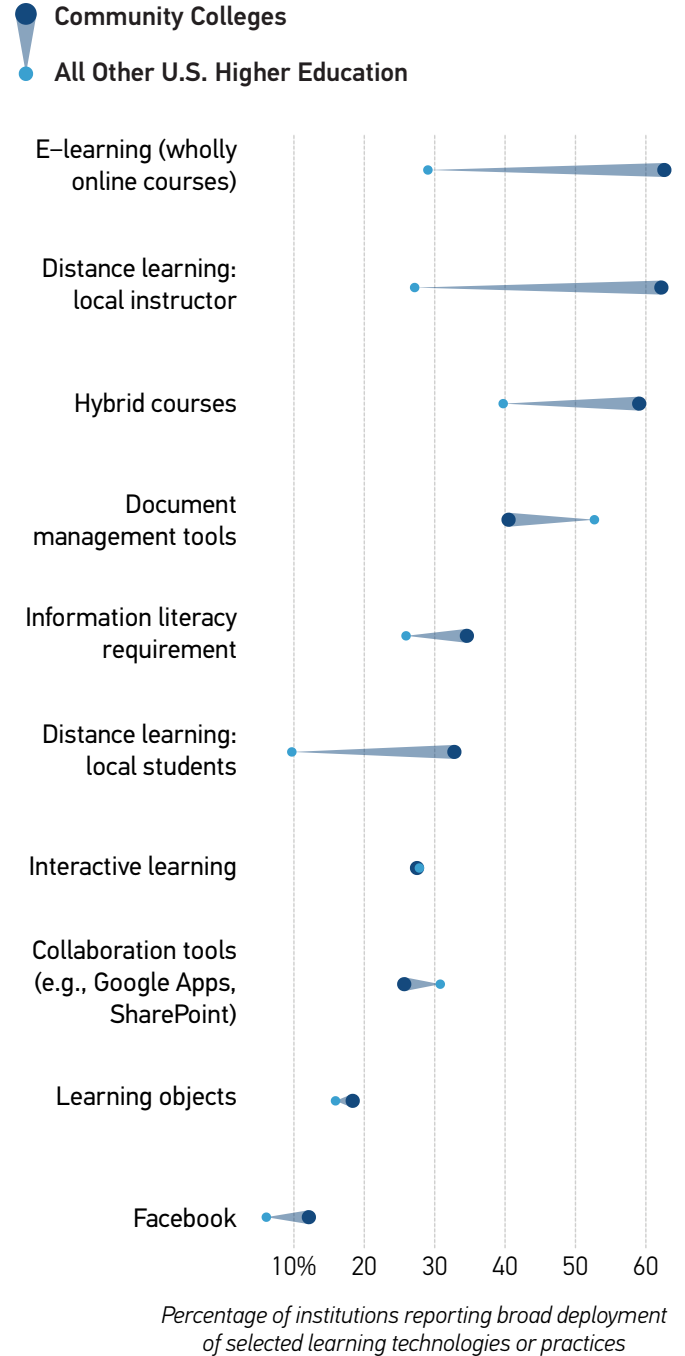 Community Colleges
All Other U.S. Higher Education
E–learning (wholly
online courses)
Distance learning:
local instructor
Hybrid courses
Document
management tools
Information literacy
requirement
Distance learning:
local students
Interactive learning
Collaboration tools
(e.g., Google Apps,
SharePoint)
Learning objects
Facebook
10% 20 30 40 50 60
Percentage of institutions reporting broad deployment
of selected learning technologies or practices